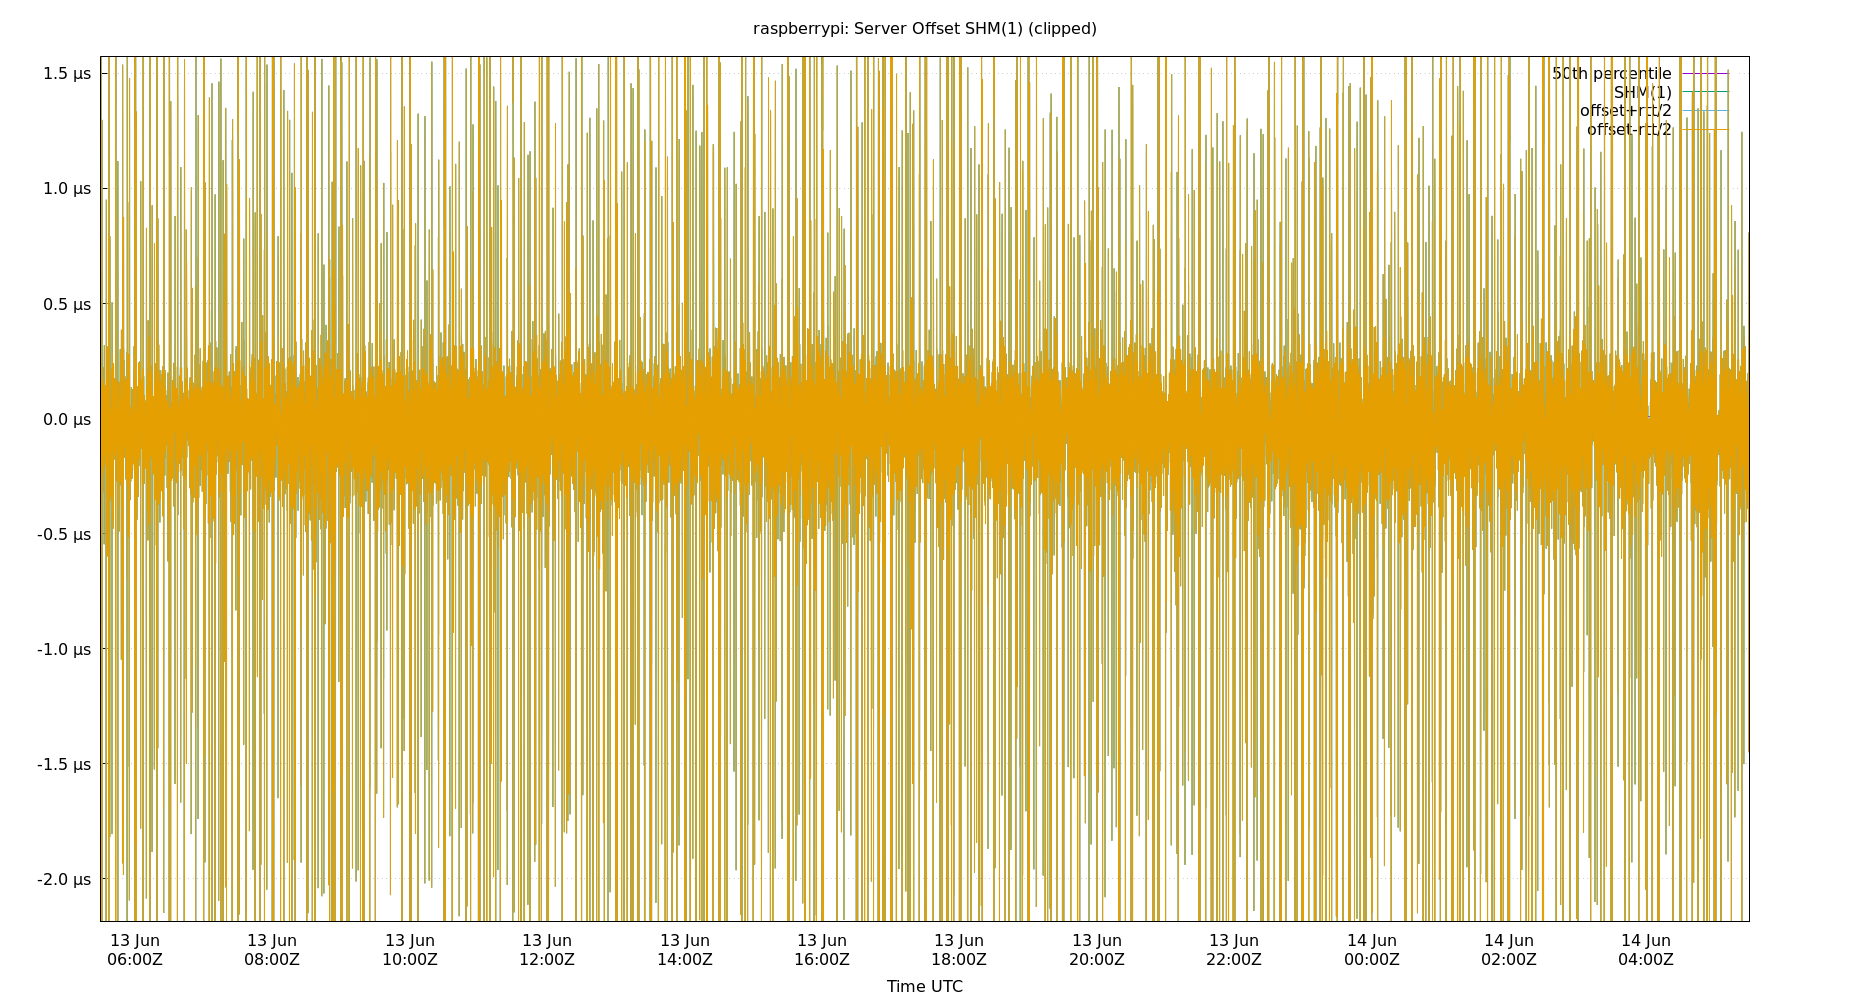 raspberrypi: Server Offset SHM(1) (clipped)
1.5 µs
1.0 µs
0.5 µs
0.0 µs
-0.5 µs
-1.0 µs
-1.5 µs
-2.0 µs
50th percentile
SHM(1)
offset+rtt/2
offset-rtt/2
13 Jun 13 Jun 13 Jun 13 Jun 13 Jun 13 Jun 13 Jun 13 Jun 13 Jun 14 Jun 14 Jun 14 Jun
06:00Z 08:00Z 10:00Z 12:00Z 14:00Z 16:00Z 18:00Z 20:00Z 22:00Z 00:00Z 02:00Z 04:00Z
Time UTC